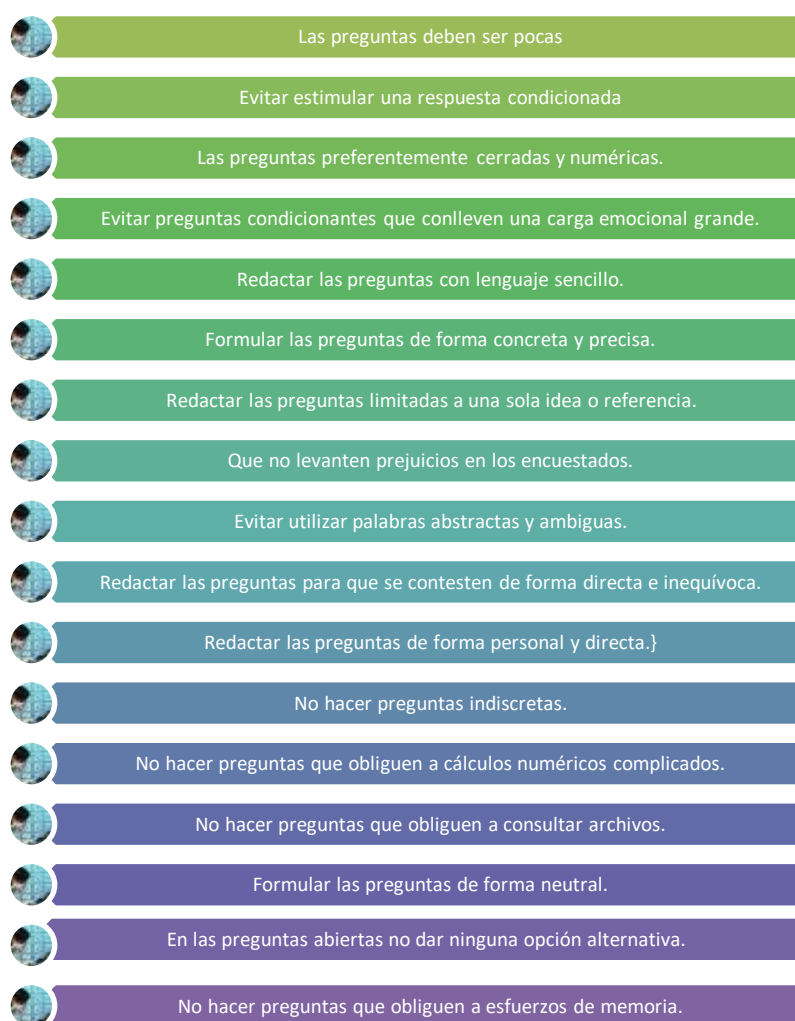 Las preguntas deben ser pocas
Evitar estimular una respuesta condicionada
Las preguntas preferentemente cerradas y numéricas.
Evitar preguntas condicionantes que conlleven una carga emocional grande.
Redactar las preguntas con lenguaje sencillo.
Formular las preguntas de forma concreta y precisa.
Redactar las preguntas limitadas a una sola idea o referencia.
Que no levanten prejuicios en los encuestados.
Evitar utilizar palabras abstractas y ambiguas.
Redactar las preguntas para que se contesten de forma directa e inequívoca.
Redactar las preguntas de forma personal y directa.}
No hacer preguntas indiscretas.
No hacer preguntas que obliguen a cálculos numéricos complicados.
No hacer preguntas que obliguen a consultar archivos.
Formular las preguntas de forma neutral.
En las preguntas abiertas no dar ninguna opción alternativa.
No hacer preguntas que obliguen a esfuerzos de memoria.